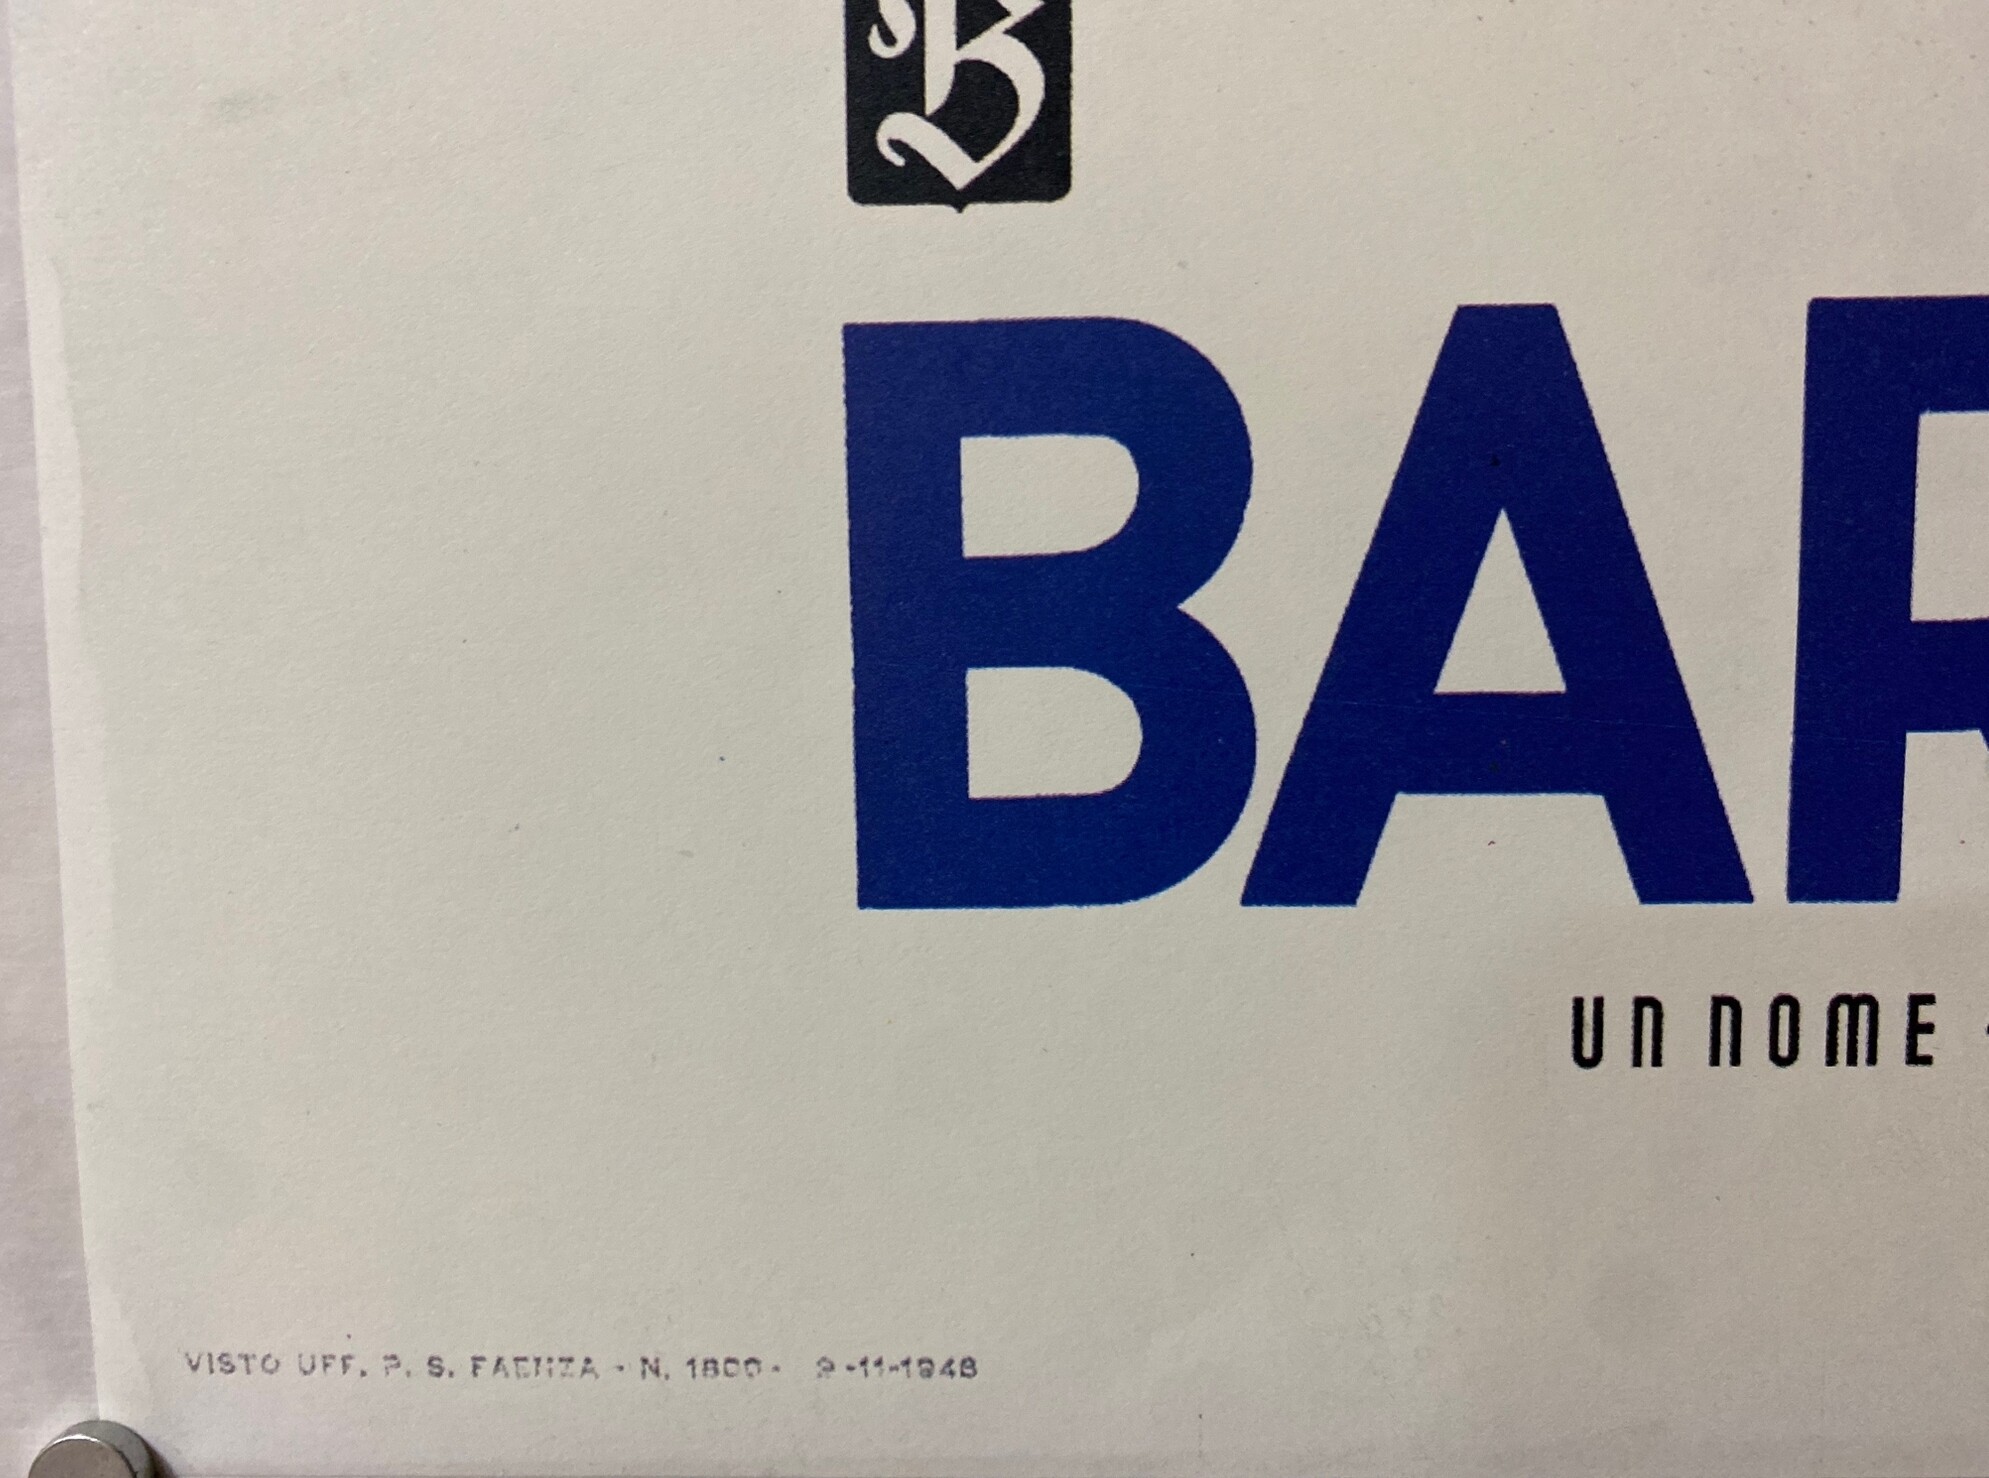 B
BAR
UN NOME
VISTO UFF. P. S. FAENZA - N. 1800 - 9-11-1948